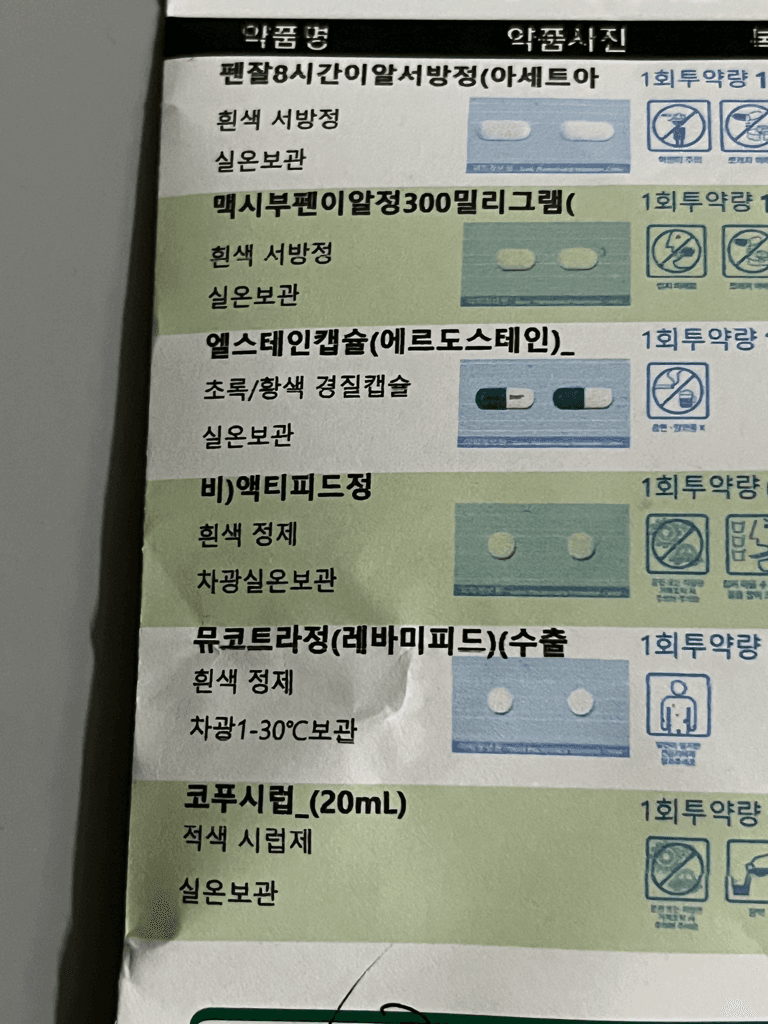 약품명 약품사진
펜잘8시간이알서방정(아세트아
1회투약량 1
흰색 서방정
실온보관
맥시부펜이알정300밀리그램(
1회투약량 1
흰색 서방정
실온보관
엘스테인캡슐(에르도스테인)_
1회투약량
초록/황색 경질캡슐
실온보관
비)액티피드정
1회투약량
흰색 정제
차광실온보관
뮤코트라정(레바미피드)(수출
1회투약량
흰색 정제
차광1-30℃보관
코푸시럽_(20mL)
1회투약량
적색 시럽제
실온보관